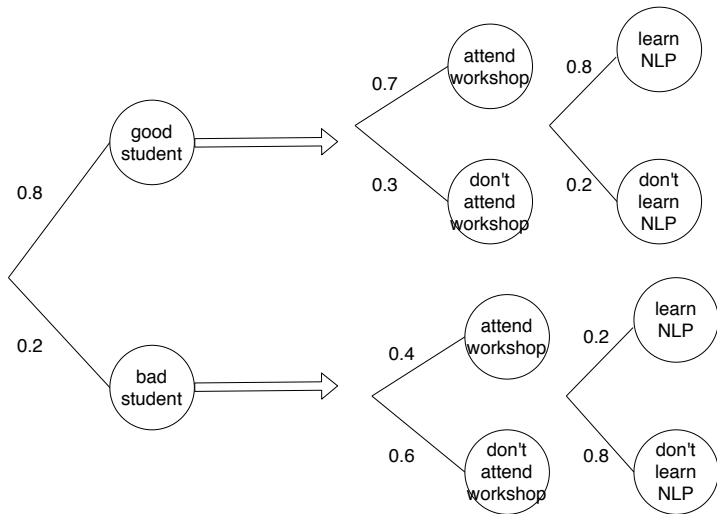 0.8
good
student
0.7
attend
workshop
0.3
don't
attend
workshop
0.8
learn
NLP
0.2
don't
learn
NLP
0.2
bad
student
0.4
attend
workshop
0.6
don't
attend
workshop
0.2
learn
NLP
0.8
don't
learn
NLP